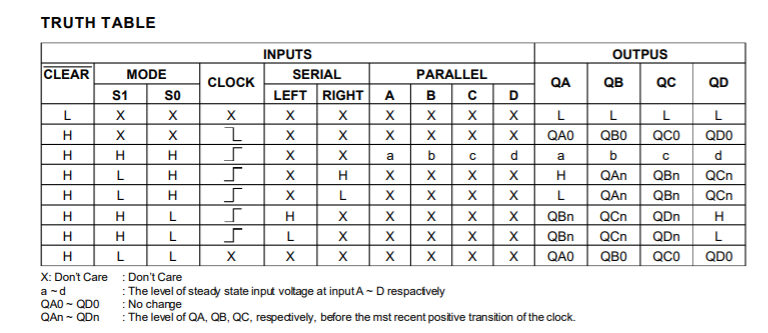 TRUTH TABLE
INPUTS OUTPUS
CLEAR MODE CLOCK SERIAL PARALLEL QA QB QC QD
S1 S0 LEFT RIGHT A B C D
L X X X X X X X X X L L L L
H X X X X X X X X QA0 QB0 QC0 QD0
H H H X X a b c d a b c d
H L H X H X X X X H QAn QBn QCn
H L H X L X X X X L QAn QBn QCn
H H L H X X X X X QBn QCn QDn H
H H L L X X X X X QBn QCn QDn L
H L L X X X X X X X QA0 QB0 QC0 QD0
X: Don't Care : Don't Care
a ~ d : The level of steady state input voltage at input A ~ D respactively
QA0 ~ QD0 : No change
QAn ~ QDn : The level of QA, QB, QC, respectively, before the mst recent positive transition of the clock.